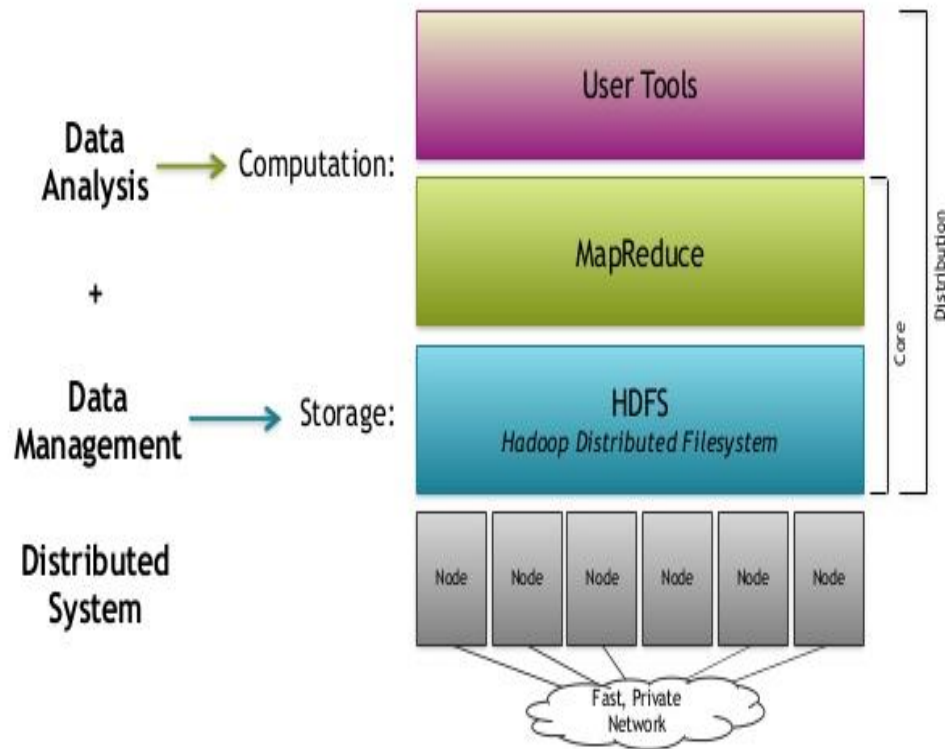 User Tools
Data
Analysis
Computation:
MapReduce
+
Data
Management
Storage:
HDFS
Hadoop Distributed Filesystem
Core
Distribution
Distributed
System
Node
Node
Node
Node
Node
Node
Fast, Private
Network